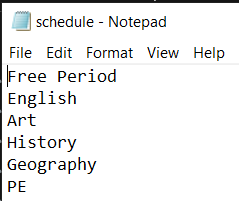 schedule - Notepad
File Edit Format View Help
Free Period
English
Art
History
Geography
PE